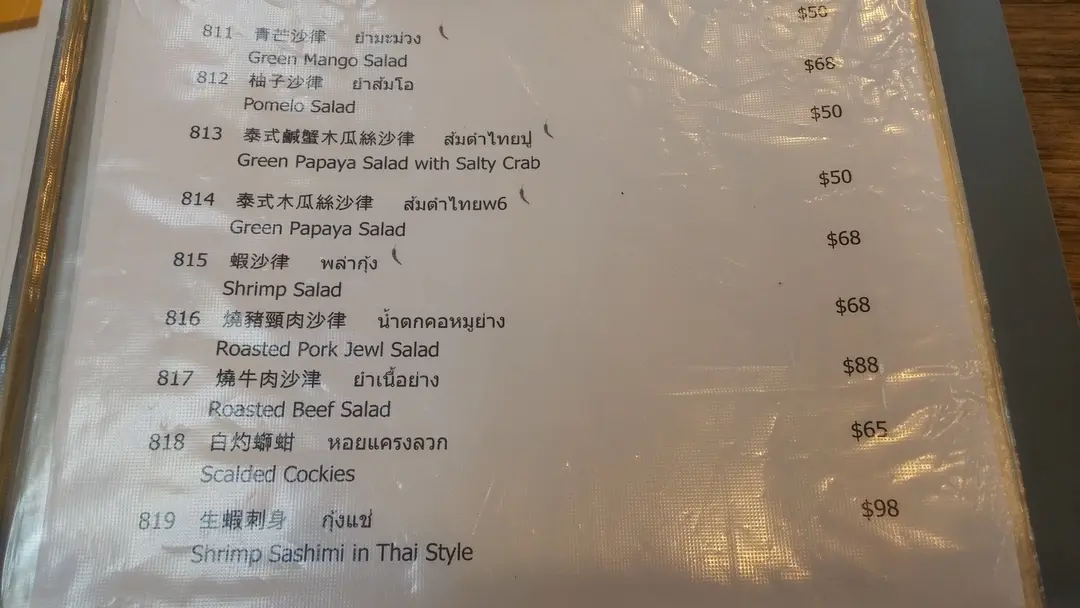 811 青芒沙律 ยำมะม่วง $50
Green Mango Salad
812 柚子沙律 ยำส้มโอ $68
Pomelo Salad
813 泰式鹹蟹木瓜絲沙律 ส้มตำไทยปู $50
Green Papaya Salad with Salty Crab
814 泰式木瓜絲沙律 ส้มตำไทยพ6 $50
Green Papaya Salad
815 蝦沙律 พล่ากุ้ง $68
Shrimp Salad
816 燒豬頸肉沙律 น้ำตกคอหมูย่าง $68
Roasted Pork Jewl Salad
817 燒牛肉沙津 ยำเนื้อย่าง $88
Roasted Beef Salad
818 白灼螄蚶 หอยแครงลวก $65
Scalded Cockies
819 生蝦刺身 กุ้งแช่ $98
Shrimp Sashimi in Thai Style